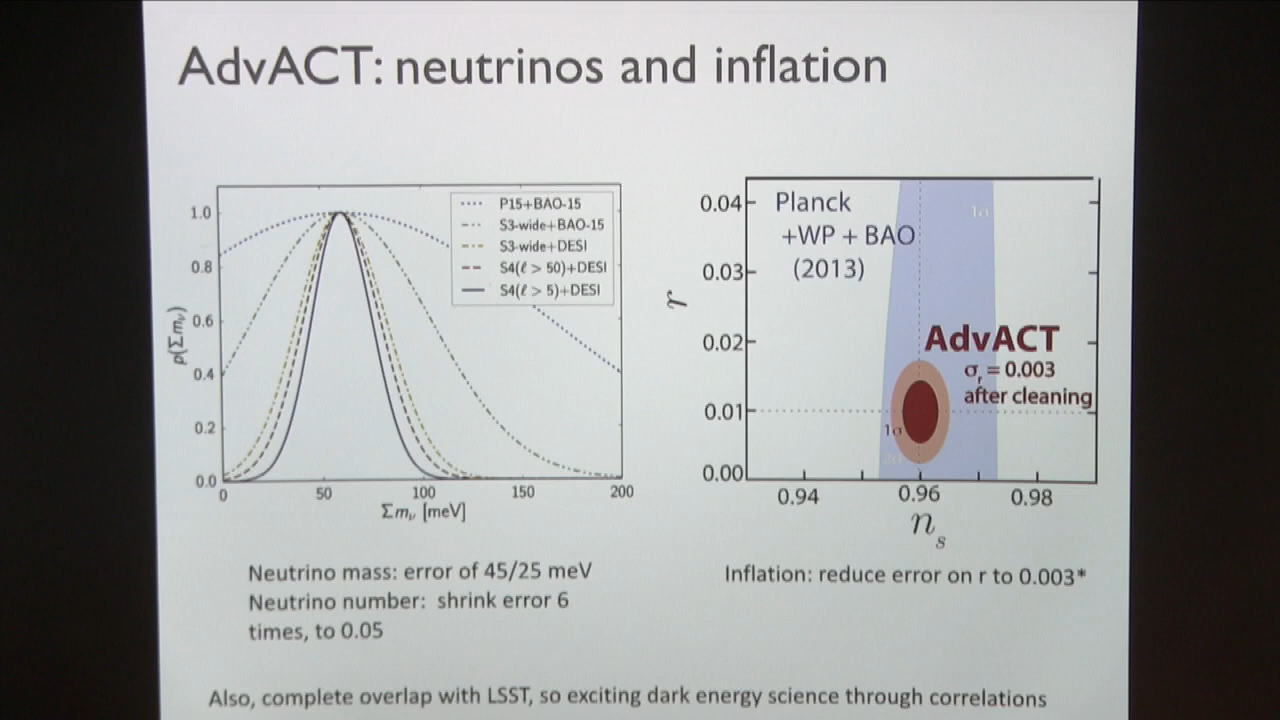 AdvACT: neutrinos and inflation
P15+BAO-15
S3-wide+BAO-15
S3-wide+DESI
S4(ℓ > 50)+DESI
S4(ℓ > 5)+DESI
1.0
0.8
0.6
0.4
0.2
0.0
p(Σmν)
0 50 100 150 200
Σmν [meV]
0.04
0.03
0.02
0.01
0.00
r
Planck
+WP + BAO
(2013)
1σ
AdvACT
σr = 0.003
after cleaning
1σ
2σ
0.94 0.96 0.98
ns
Neutrino mass: error of 45/25 meV
Neutrino number: shrink error 6
times, to 0.05
Inflation: reduce error on r to 0.003*
Also, complete overlap with LSST, so exciting dark energy science through correlations